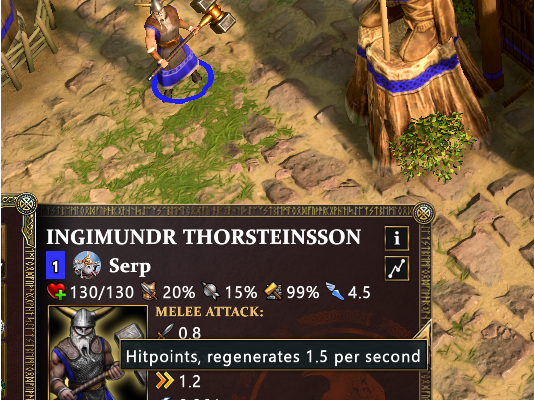 INGIMUNDR THORSTEINSSON
i
1 Serp
130/130 20% 15% 99% 4.5
MELEE ATTACK:
0.8
Hitpoints, regenerates 1.5 per second
1.2